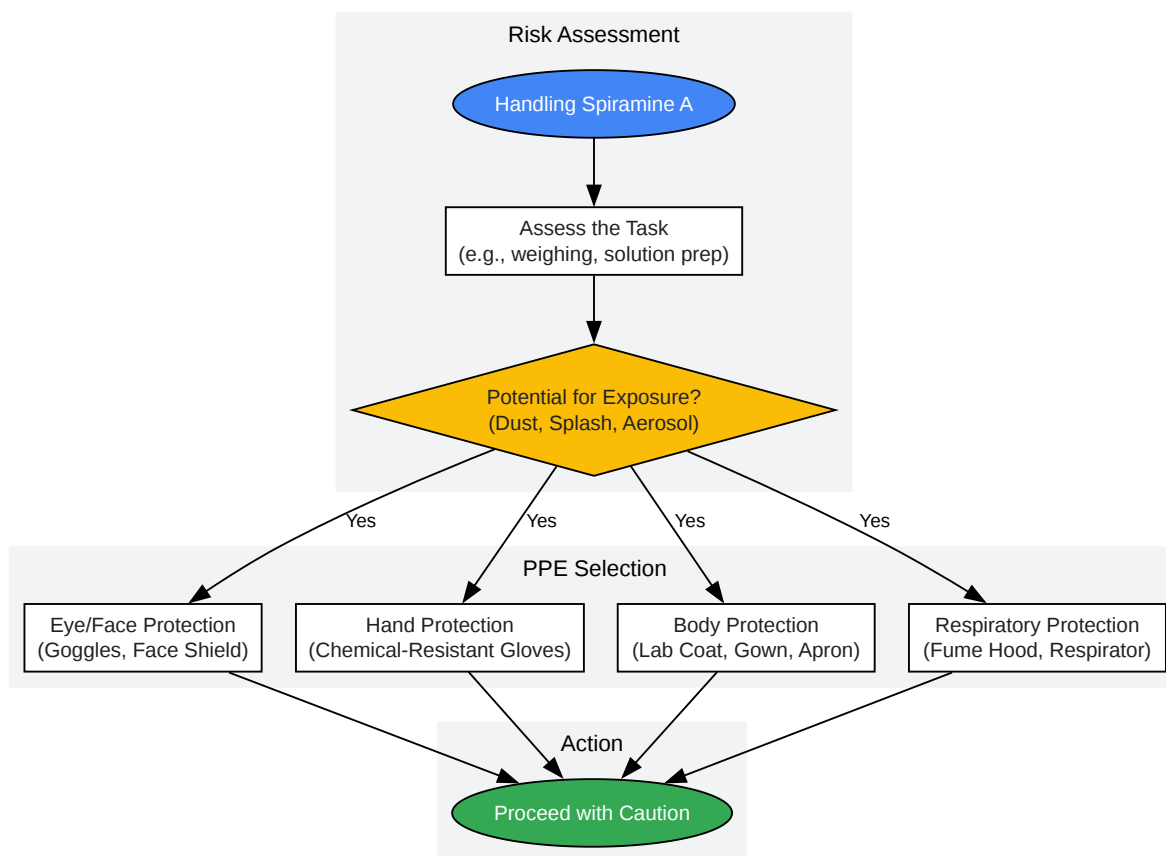 Risk Assessment
Handling Spiramine A
Assess the Task
(e.g., weighing, solution prep)
Potential for Exposure?
(Dust, Splash, Aerosol)
Yes
Yes
Yes
Yes
PPE Selection
Eye/Face Protection
(Goggles, Face Shield)
Hand Protection
(Chemical-Resistant Gloves)
Body Protection
(Lab Coat, Gown, Apron)
Respiratory Protection
(Fume Hood, Respirator)
Action
Proceed with Caution